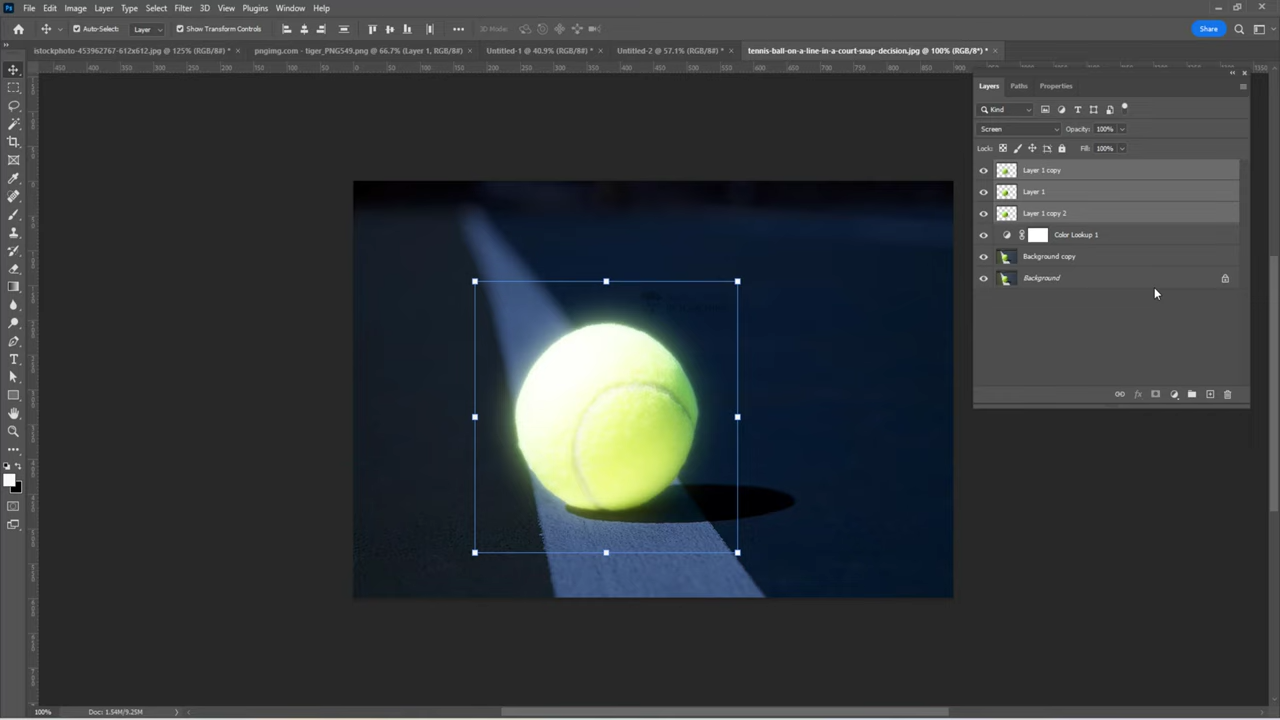 Ps File Edit Image Layer Type Select Filter 3D View Plugins Window Help
Auto-Select: Layer Show Transform Controls 3D Mode: Share
istockphoto-453962767-612x612.jpg @ 125% (RGB/8#) * × pngimg.com - tiger_PNG549.png @ 66.7% (Layer 1, RGB/8#) × Untitled-1 @ 40.9% (RGB/8#) * × Untitled-2 @ 57.1% (RGB/8#) * × tennis-ball-on-a-line-in-a-court-snap-decision.jpg @ 100% (RGB/8*) * ×
Layers Paths Properties
Kind
Screen Opacity: 100%
Lock: Fill: 100%
Layer 1 copy
Layer 1
Layer 1 copy 2
Color Lookup 1
Background copy
Background
100% Doc: 1.54M/9.25M